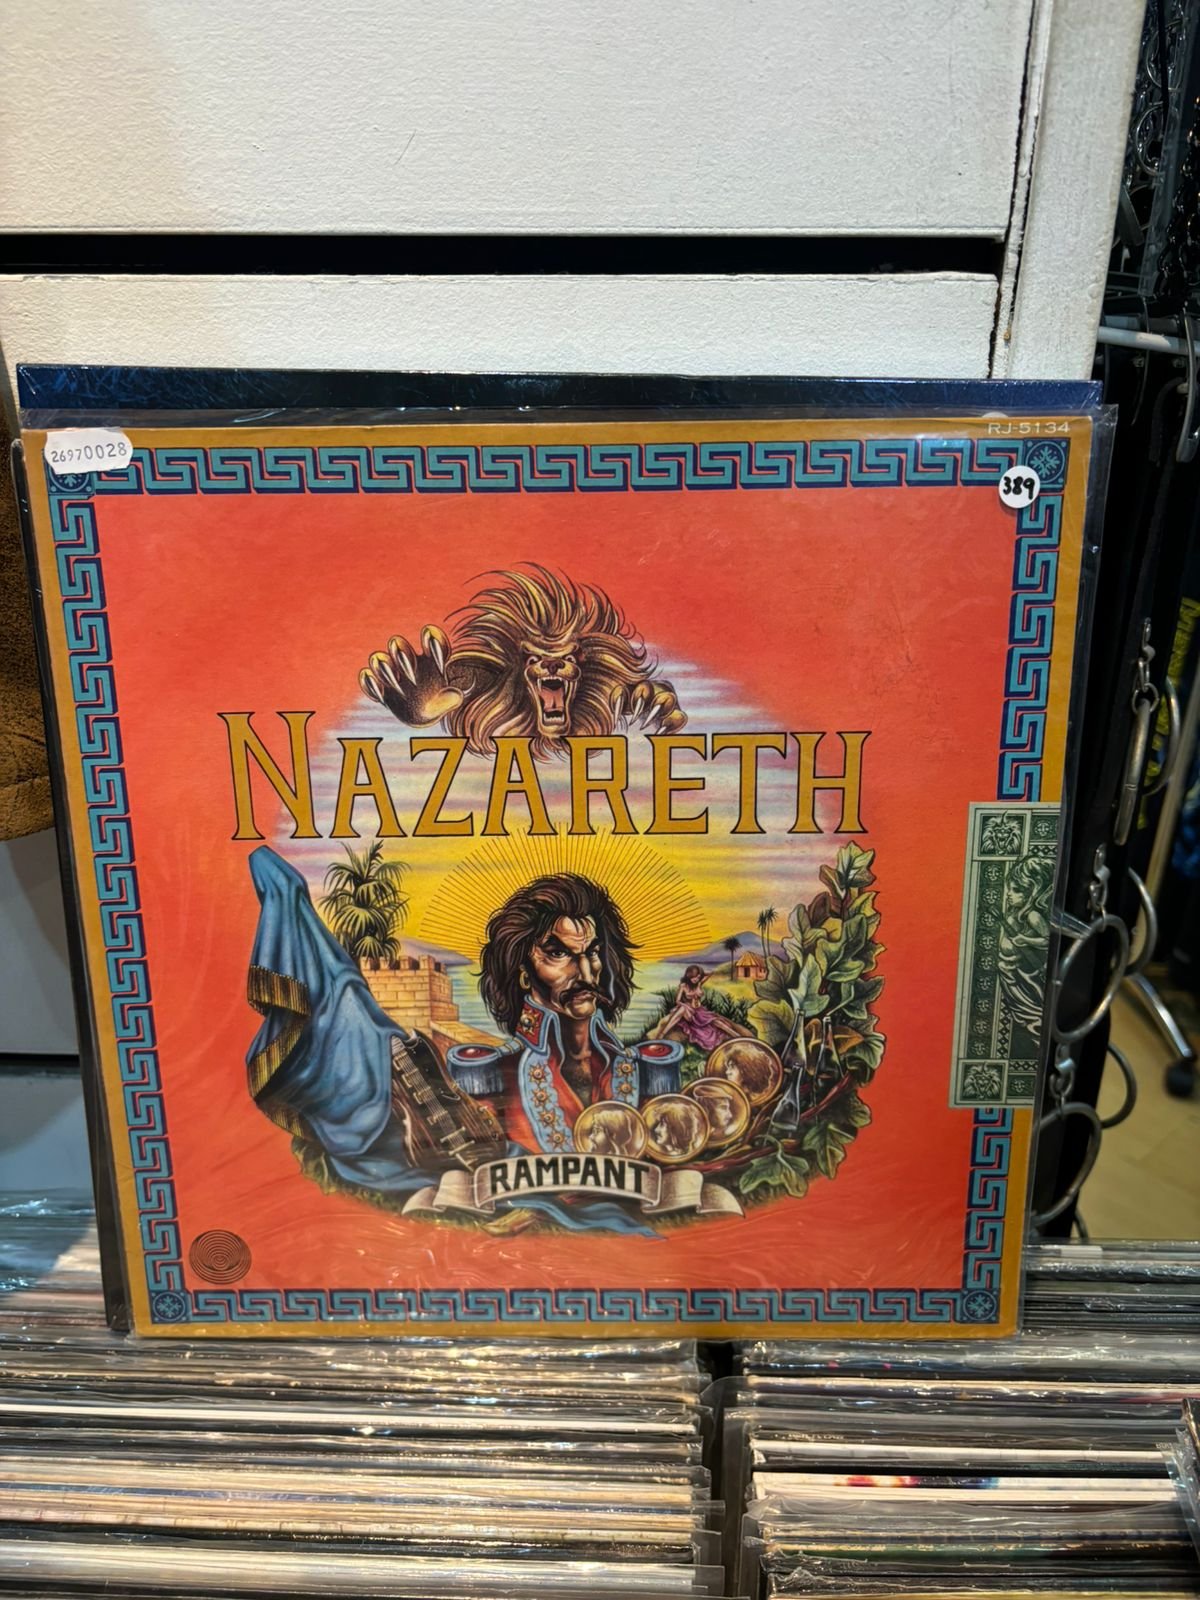 RJ-5134
26970028
389
NAZARETH
RAMPANT